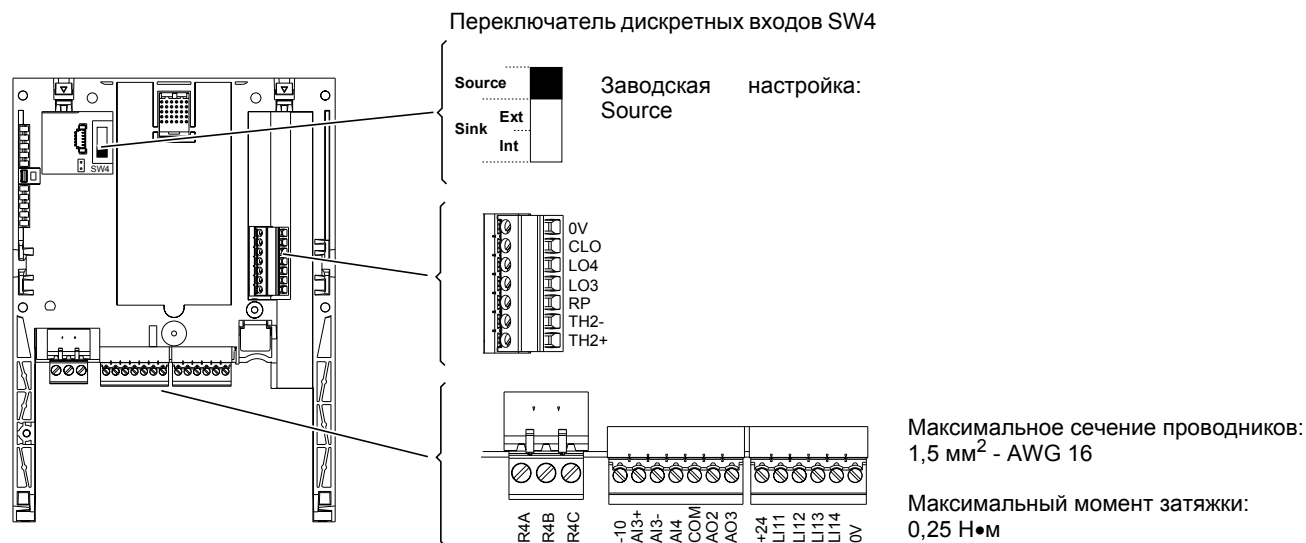 Переключатель дискретных входов SW4
Source
Sink
Ext
Int
Заводская настройка:
Source
SW4
0V
CLO
LO4
LO3
RP
TH2-
TH2+
R4A
R4B
R4C
-10
AI3+
AI3-
AI4
COM
AO2
AO3
+24
LI11
LI12
LI13
LI14
0V
Максимальное сечение проводников:
1,5 мм² - AWG 16
Максимальный момент затяжки:
0,25 Н•м